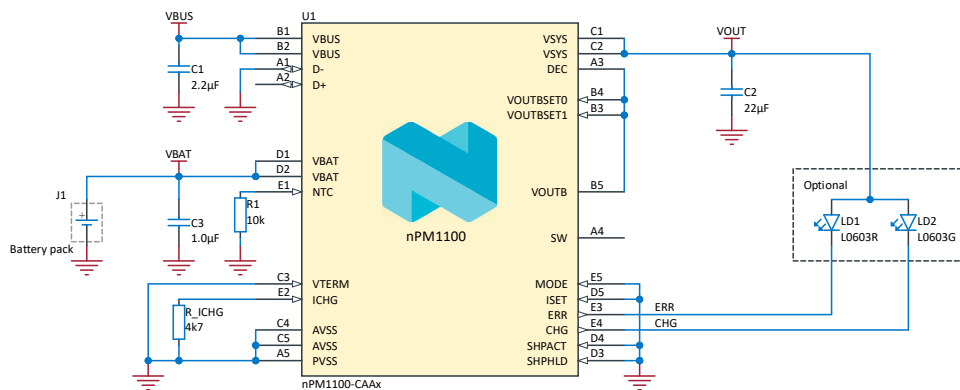 VBUS
U1
VOUT
B1 VBUS
B2 VBUS
A1 D-
A2 D+
C1
2.2µF
VSYS C1
VSYS C2
DEC A3
VOUTBSET0 B4
VOUTBSET1 B3
C2
22µF
VBAT
D1 VBAT
D2 VBAT
E1 NTC
J1
+
Battery pack
C3
1.0µF
R1
10k
nPM1100
VOUTB B5
SW A4
Optional
LD1
L0603R
LD2
L0603G
C3 VTERM
E2 ICHG
R_ICHG
4k7
C4 AVSS
C5 AVSS
A5 PVSS
MODE E5
ISET D5
ERR E3 ERR
CHG E4 CHG
SHPACT D4
SHPHLD D3
nPM1100-CAAx